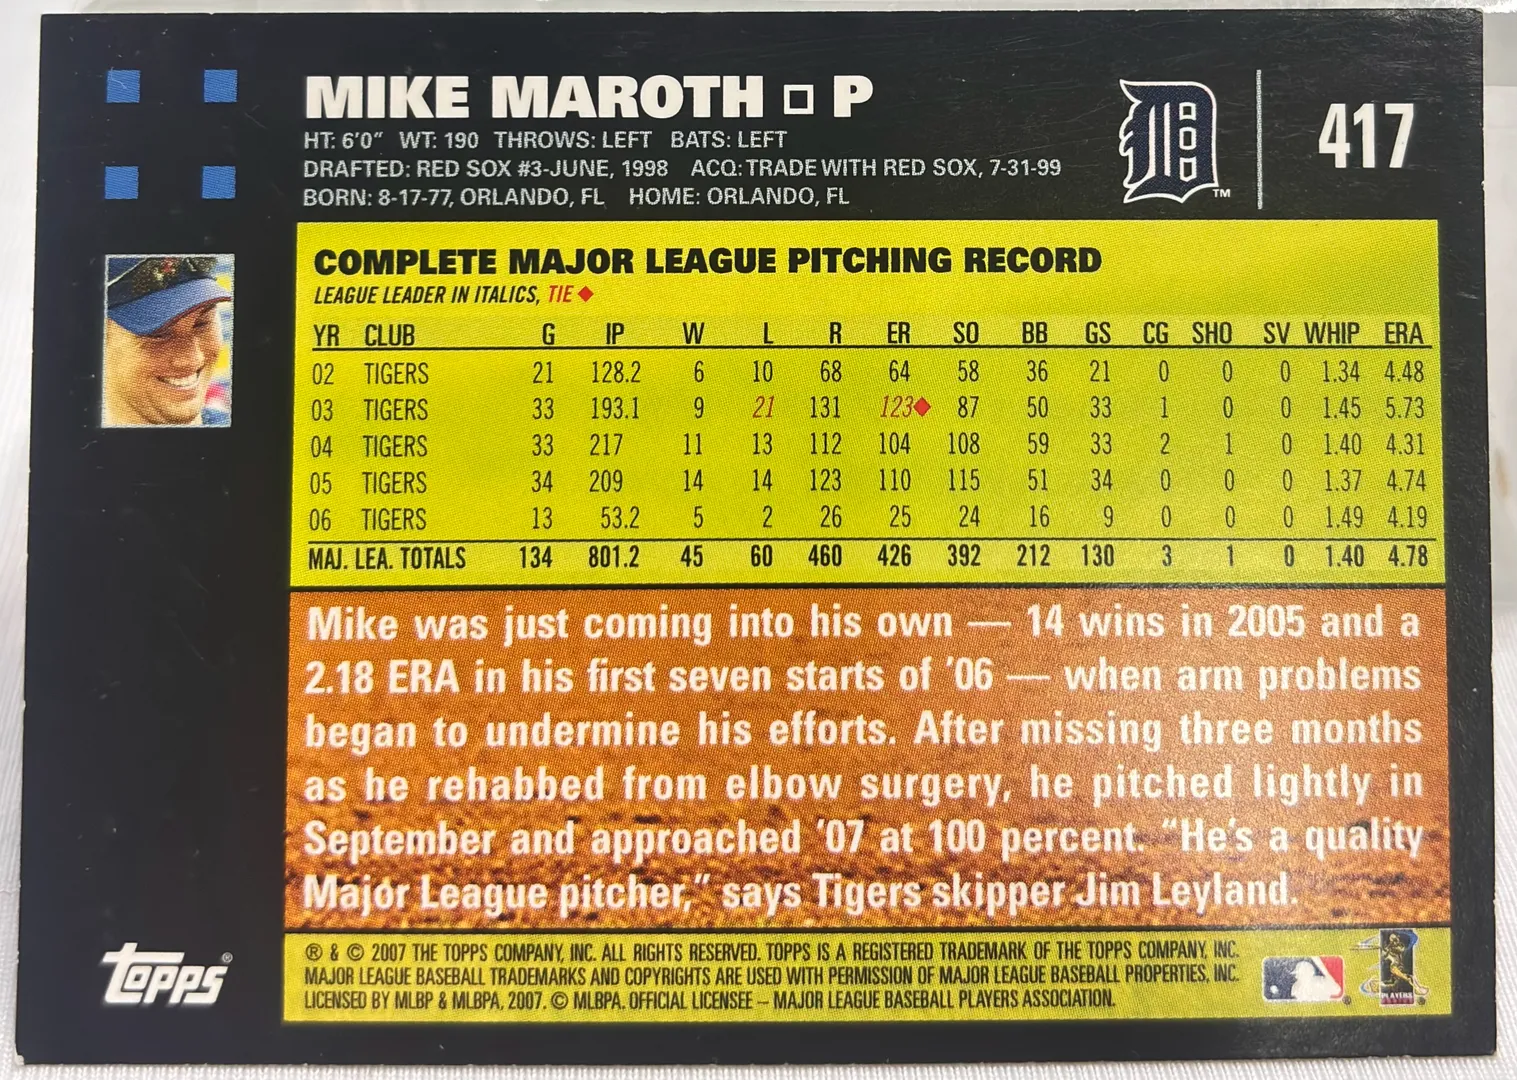 MIKE MAROTH □ P
417
HT: 6'0" WT: 190 THROWS: LEFT BATS: LEFT
DRAFTED: RED SOX #3-JUNE, 1998 ACQ: TRADE WITH RED SOX, 7-31-99
BORN: 8-17-77, ORLANDO, FL HOME: ORLANDO, FL
TM
COMPLETE MAJOR LEAGUE PITCHING RECORD
LEAGUE LEADER IN ITALICS, TIE ◆
YR CLUB G IP W L R ER SO BB GS CG SHO SV WHIP ERA
02 TIGERS 21 128.2 6 10 68 64 58 36 21 0 0 0 1.34 4.48
03 TIGERS 33 193.1 9 21 131 123◆ 87 50 33 1 0 0 1.45 5.73
04 TIGERS 33 217 11 13 112 104 108 59 33 2 1 0 1.40 4.31
05 TIGERS 34 209 14 14 123 110 115 51 34 0 0 0 1.37 4.74
06 TIGERS 13 53.2 5 2 26 25 24 16 9 0 0 0 1.49 4.19
MAJ. LEA. TOTALS 134 801.2 45 60 460 426 392 212 130 3 1 0 1.40 4.78
Mike was just coming into his own — 14 wins in 2005 and a
2.18 ERA in his first seven starts of '06 — when arm problems
began to undermine his efforts. After missing three months
as he rehabbed from elbow surgery, he pitched lightly in
September and approached '07 at 100 percent. "He's a quality
Major League pitcher," says Tigers skipper Jim Leyland.
Topps®
® & © 2007 THE TOPPS COMPANY, INC. ALL RIGHTS RESERVED. TOPPS IS A REGISTERED TRADEMARK OF THE TOPPS COMPANY, INC.
MAJOR LEAGUE BASEBALL TRADEMARKS AND COPYRIGHTS ARE USED WITH PERMISSION OF MAJOR LEAGUE BASEBALL PROPERTIES, INC.
LICENSED BY MLBP & MLBPA, 2007. © MLBPA. OFFICIAL LICENSEE – MAJOR LEAGUE BASEBALL PLAYERS ASSOCIATION.
PLAYERS